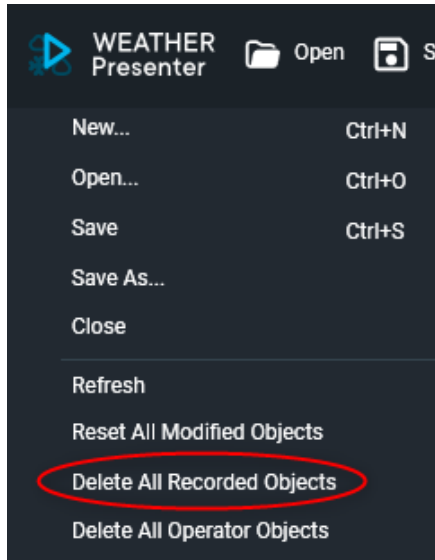 WEATHER
Presenter
Open
New... Ctrl+N
Open... Ctrl+O
Save Ctrl+S
Save As...
Close
Refresh
Reset All Modified Objects
Delete All Recorded Objects
Delete All Operator Objects